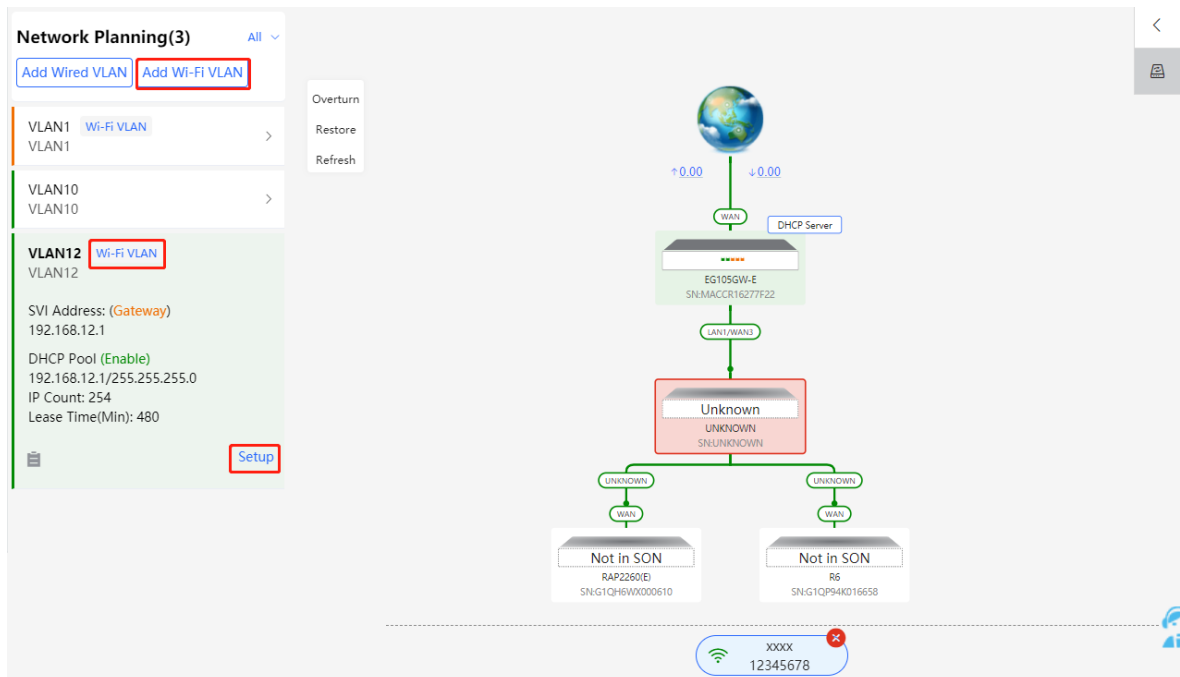 Network Planning(3)
All
Add Wired VLAN
Add Wi-Fi VLAN
VLAN1 Wi-Fi VLAN
VLAN1
VLAN10
VLAN10
VLAN12 Wi-Fi VLAN
VLAN12
SVI Address: (Gateway)
192.168.12.1
DHCP Pool (Enable)
192.168.12.1/255.255.255.0
IP Count: 254
Lease Time(Min): 480
Setup
Overturn
Restore
Refresh
↑0.00 ↓0.00
WAN
DHCP Server
EG105GW-E
SN:MACCR16277F22
LAN1/WAN3
Unknown
UNKNOWN
SN:UNKNOWN
UNKNOWN UNKNOWN
WAN WAN
Not in SON
RAP2260(E)
SN:G1QH6WX000610
Not in SON
R6
SN:G1QP94K016658
xxxx
12345678